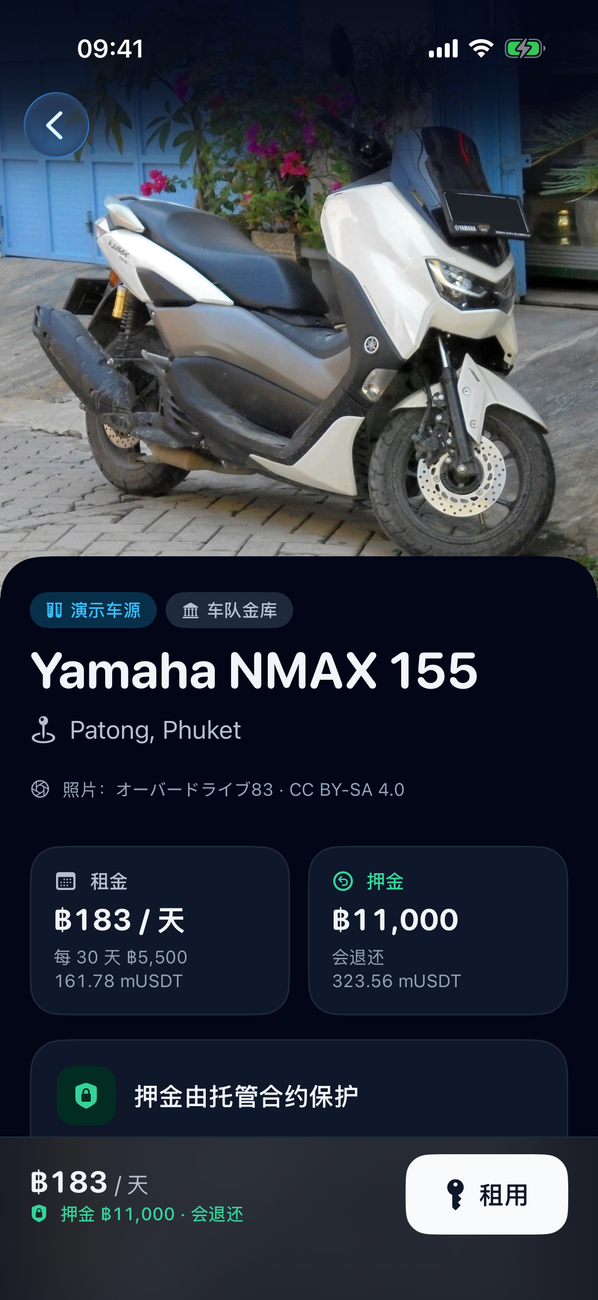 09:41
YAMAHA
演示车源
车队金库
Yamaha NMAX 155
Patong, Phuket
照片：オーバードライブ83 · CC BY-SA 4.0
租金
฿183 / 天
每 30 天 ฿5,500
161.78 mUSDT
押金
฿11,000
会退还
323.56 mUSDT
押金由托管合约保护
฿183 / 天
押金 ฿11,000 · 会退还
租用